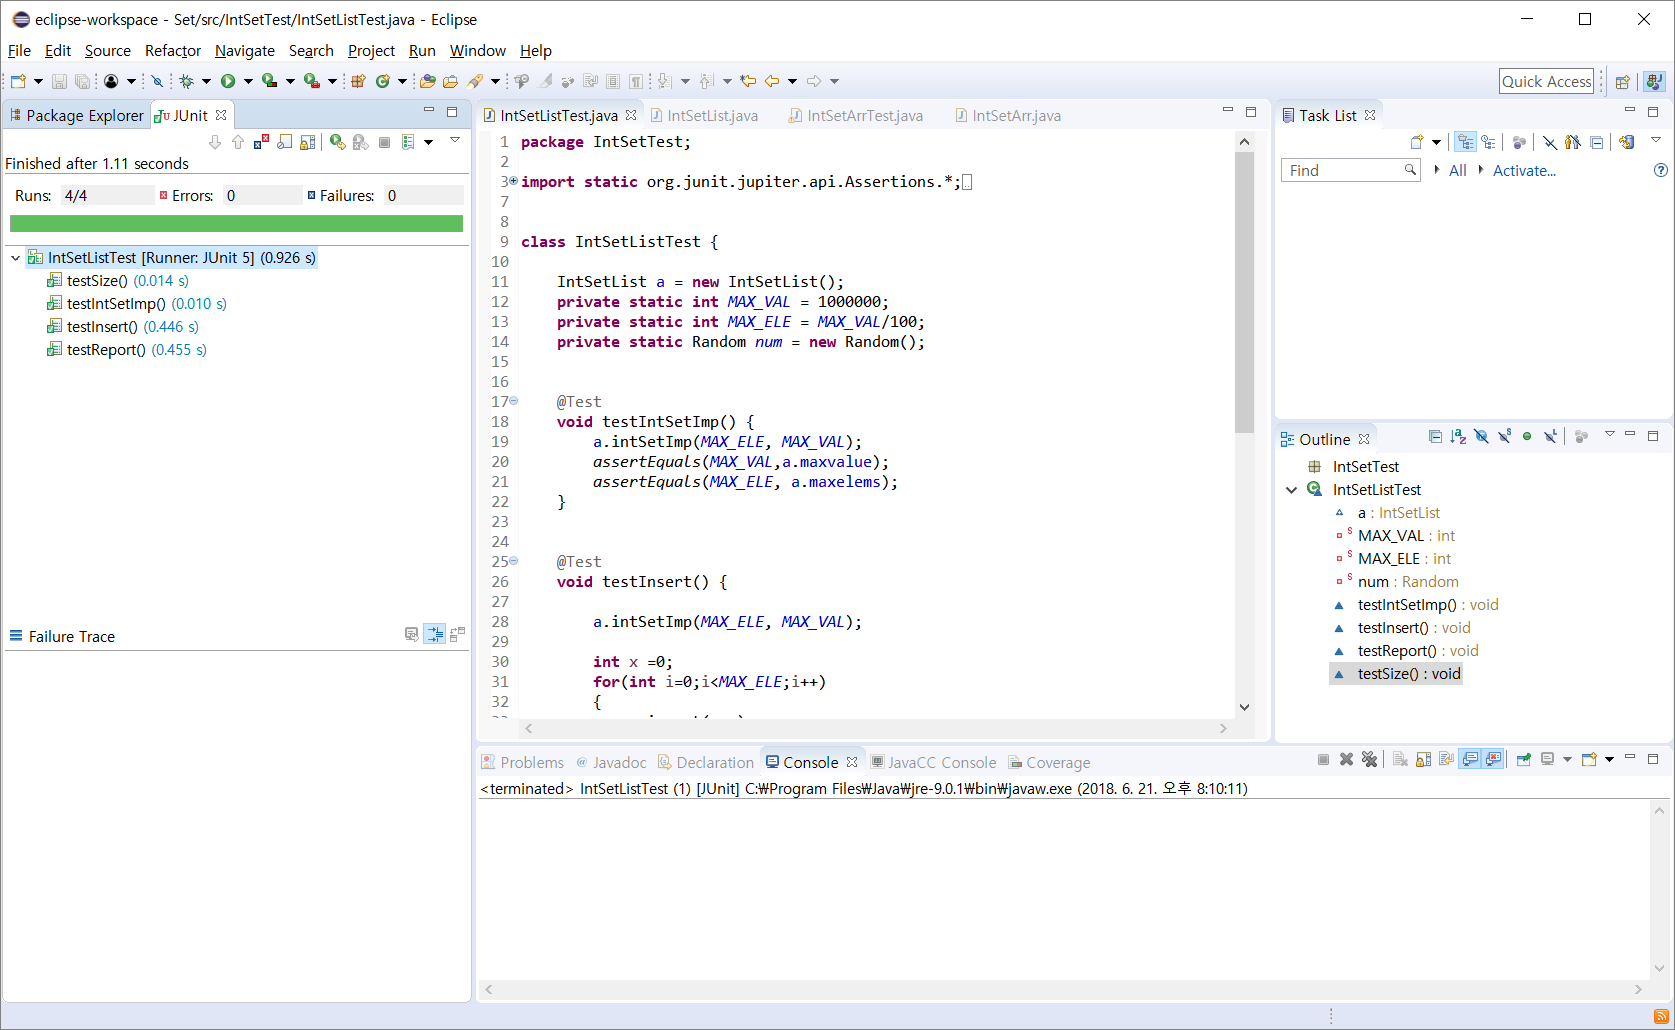 eclipse-workspace - Set/src/IntSetTest/IntSetListTest.java - Eclipse
File Edit Source Refactor Navigate Search Project Run Window Help
Quick Access
Package Explorer JUnit
Finished after 1.11 seconds
Runs: 4/4 Errors: 0 Failures: 0
IntSetListTest [Runner: JUnit 5] (0.926 s)
testSize() (0.014 s)
testIntSetImp() (0.010 s)
testInsert() (0.446 s)
testReport() (0.455 s)
Failure Trace
IntSetListTest.java IntSetList.java IntSetArrTest.java IntSetArr.java
1 package IntSetTest;
2
3 import static org.junit.jupiter.api.Assertions.*;
7
8
9 class IntSetListTest {
10
11 IntSetList a = new IntSetList();
12 private static int MAX_VAL = 1000000;
13 private static int MAX_ELE = MAX_VAL/100;
14 private static Random num = new Random();
15
16
17 @Test
18 void testIntSetImp() {
19 a.intSetImp(MAX_ELE, MAX_VAL);
20 assertEquals(MAX_VAL,a.maxvalue);
21 assertEquals(MAX_ELE, a.maxelems);
22 }
23
24
25 @Test
26 void testInsert() {
27
28 a.intSetImp(MAX_ELE, MAX_VAL);
29
30 int x =0;
31 for(int i=0;i<MAX_ELE;i++)
32 {
Task List
Find All Activate...
Outline
IntSetTest
IntSetListTest
a : IntSetList
MAX_VAL : int
MAX_ELE : int
num : Random
testIntSetImp() : void
testInsert() : void
testReport() : void
testSize() : void
Problems Javadoc Declaration Console JavaCC Console Coverage
<terminated> IntSetListTest (1) [JUnit] C:₩Program Files₩Java₩jre-9.0.1₩bin₩javaw.exe (2018. 6. 21. 오후 8:10:11)